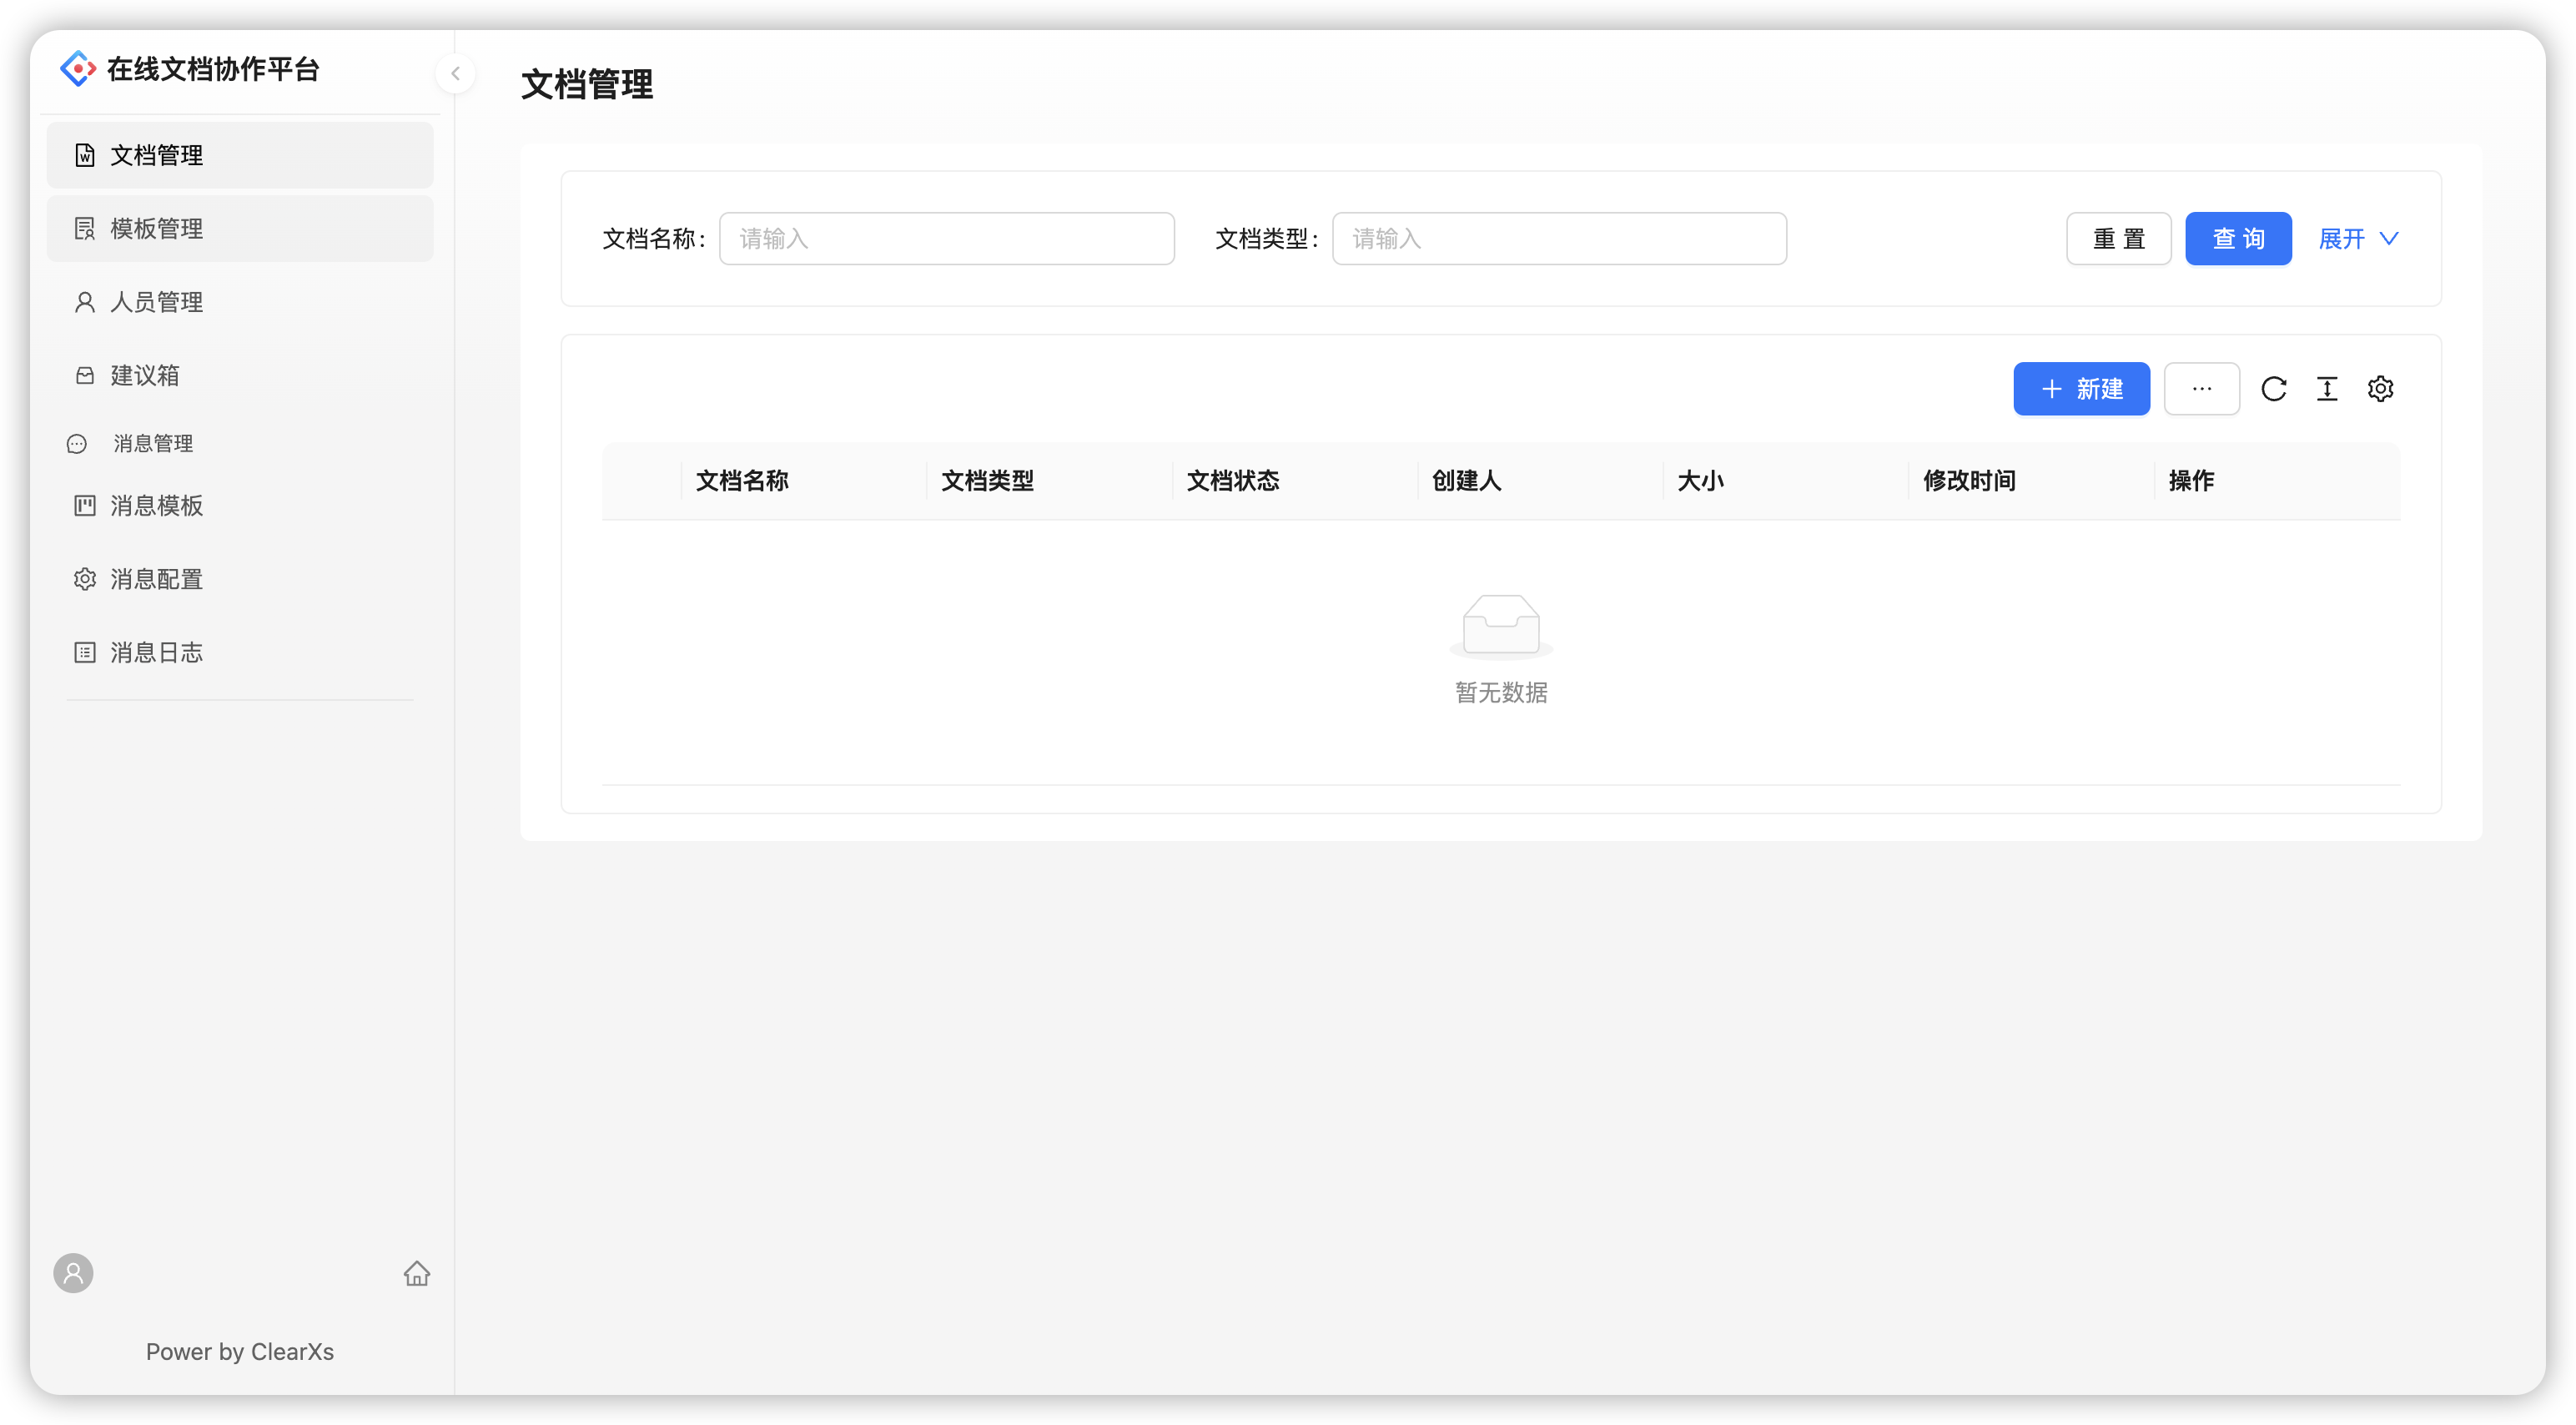 在线文档协作平台
文档管理
模板管理
人员管理
建议箱
消息管理
消息模板
消息配置
消息日志
Power by ClearXs
文档管理
文档名称: 请输入 文档类型: 请输入 重 置 查 询 展开
新建 ···
文档名称 文档类型 文档状态 创建人 大小 修改时间 操作
暂无数据